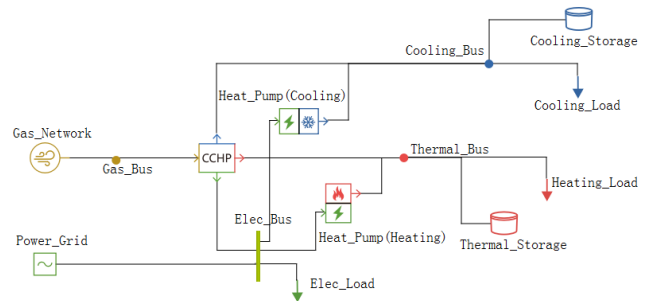 Cooling_Bus
Cooling_Storage
Heat_Pump(Cooling)
Cooling_Load
Gas_Network
CCHP
Thermal_Bus
Gas_Bus
Heating_Load
Elec_Bus
Power_Grid
Heat_Pump(Heating)
Thermal_Storage
Elec_Load